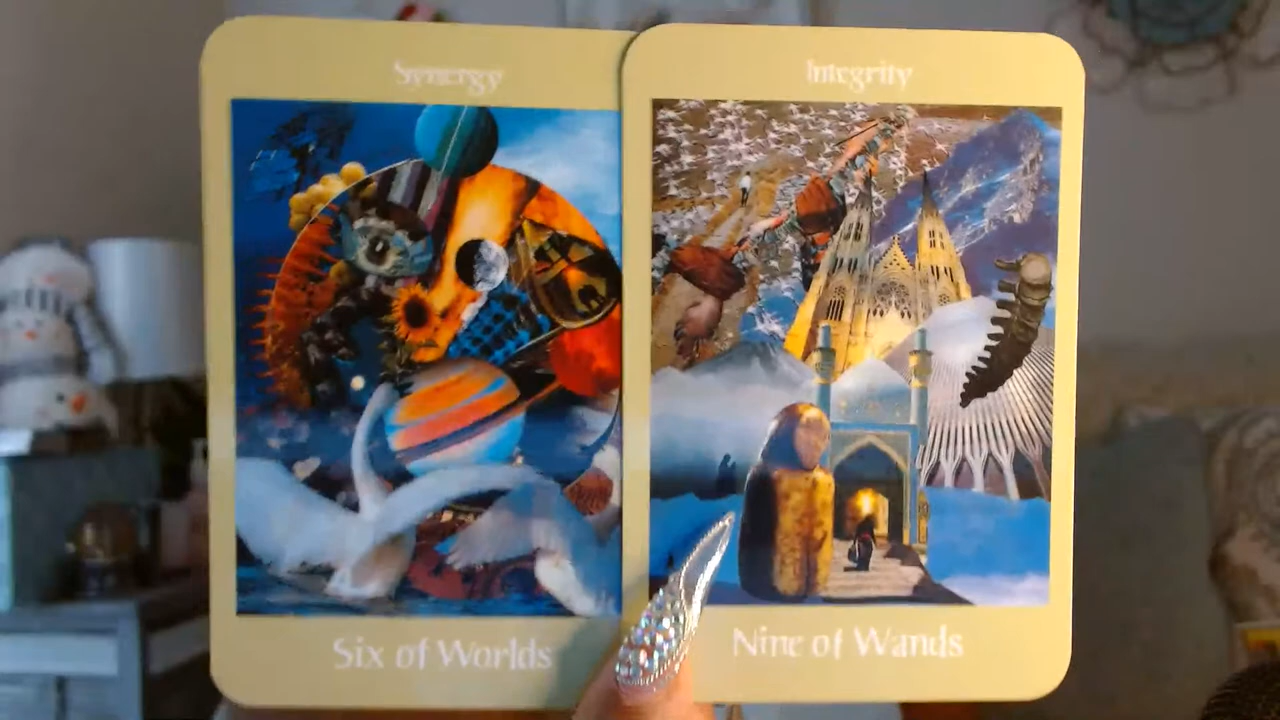 Synergy
Six of Worlds
Integrity
Nine of Wands